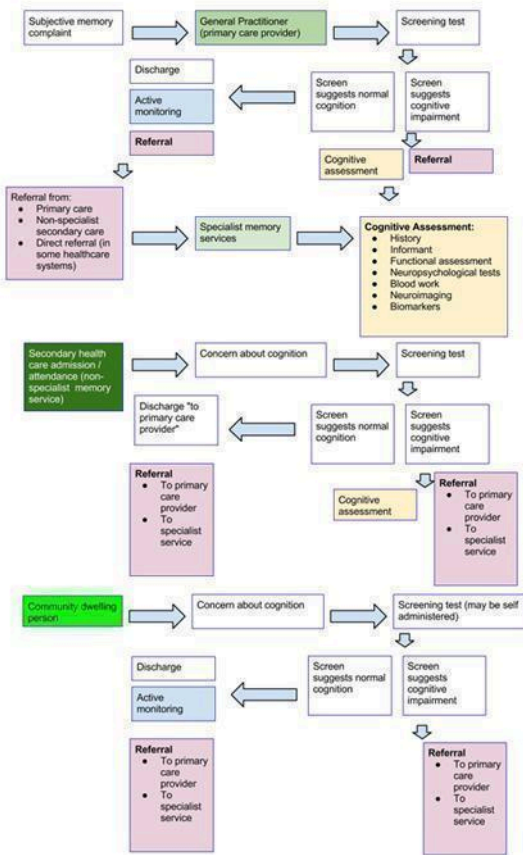 Subjective memory
complaint
General Practitioner
(primary care provider)
Screening test
Discharge
Active
monitoring
Referral
Screen
suggests normal
cognition
Screen
suggests
cognitive
impairment
Cognitive
assessment
Referral
Referral from:
● Primary care
● Non-specialist
secondary care
● Direct referral (in
some healthcare
systems)
Specialist memory
services
Cognitive Assessment:
● History
● Informant
● Functional assessment
● Neuropsychological tests
● Blood work
● Neuroimaging
● Biomarkers
Secondary health
care admission /
attendance (non-
specialist memory
service)
Concern about cognition
Screening test
Discharge "to
primary care
provider"
Screen
suggests normal
cognition
Screen
suggests
cognitive
impairment
Referral
● To primary
care
provider
● To
specialist
service
Cognitive
assessment
Referral
● To primary
care
provider
● To
specialist
service
Community dwelling
person
Concern about cognition
Screening test (may be self
administered)
Discharge
Active
monitoring
Screen
suggests normal
cognition
Screen
suggests
cognitive
impairment
Referral
● To primary
care
provider
● To
specialist
service
Referral
● To primary
care
provider
● To
specialist
service